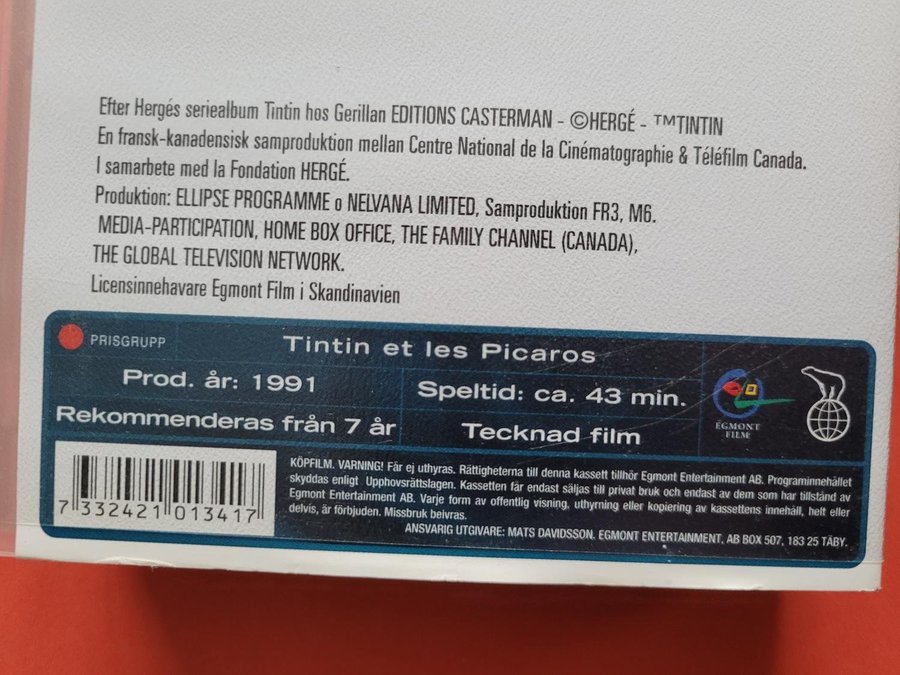 Efter Hergés seriealbum Tintin hos Gerillan EDITIONS CASTERMAN - ©HERGÉ - ™TINTIN
En fransk-kanadensisk samproduktion mellan Centre National de la Cinématographie & Téléfilm Canada.
I samarbete med la Fondation HERGÉ.
Produktion: ELLIPSE PROGRAMME o NELVANA LIMITED, Samproduktion FR3, M6.
MEDIA-PARTICIPATION, HOME BOX OFFICE, THE FAMILY CHANNEL (CANADA),
THE GLOBAL TELEVISION NETWORK.
Licensinnehavare Egmont Film i Skandinavien
PRISGRUPP
Tintin et les Picaros
Prod. år: 1991
Speltid: ca. 43 min.
Rekommenderas från 7 år
Tecknad film
EGMONT
FILM
KÖPFILM. VARNING! Får ej uthyras. Rättigheterna till denna kassett tillhör Egmont Entertainment AB. Programinnehållet
skyddas enligt Upphovsrättslagen. Kassetten får endast säljas till privat bruk och endast av dem som har tillstånd av
Egmont Entertainment AB. Varje form av offentlig visning, uthyrning eller kopiering av kassettens innehåll, helt eller
delvis, är förbjuden. Missbruk beivras.
ANSVARIG UTGIVARE: MATS DAVIDSSON. EGMONT ENTERTAINMENT, AB BOX 507, 183 25 TÄBY.
7 332421 013417